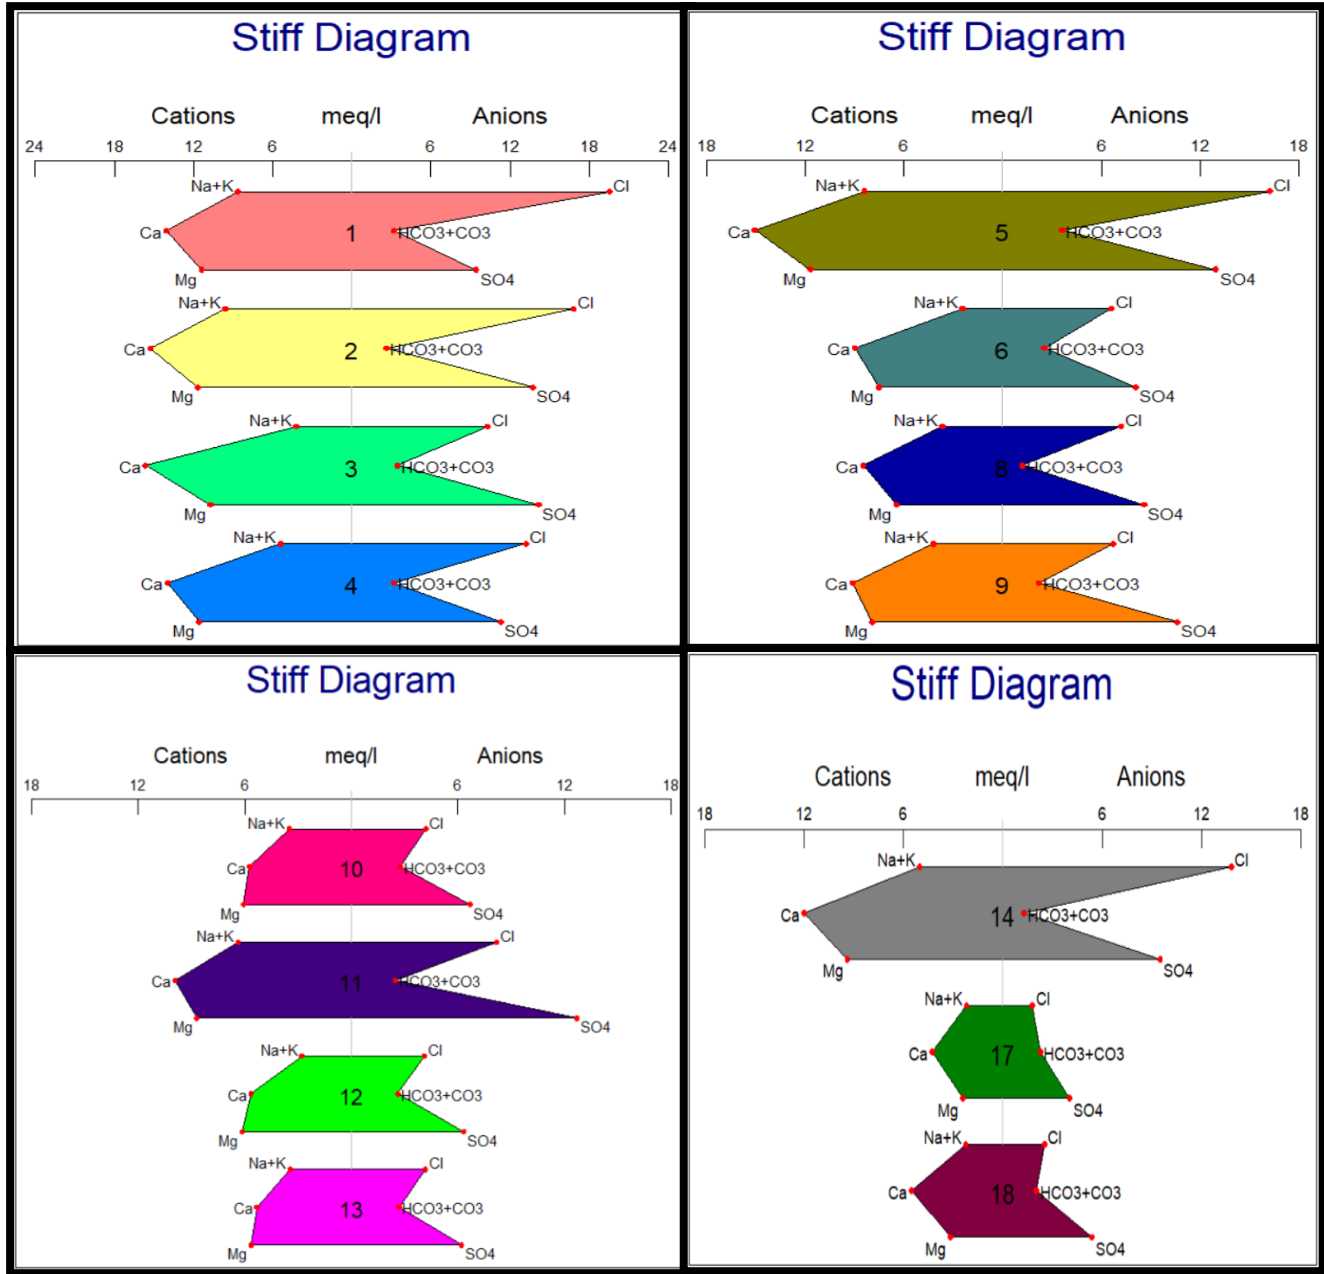 Stiff Diagram
Cations meq/l Anions
24 18 12 6 6 12 18 24
Na+K Cl
Ca 1 HCO3+CO3
Mg SO4
Na+K Cl
Ca 2 HCO3+CO3
Mg SO4
Na+K Cl
Ca 3 HCO3+CO3
Mg SO4
Na+K Cl
Ca 4 HCO3+CO3
Mg SO4
Stiff Diagram
Cations meq/l Anions
18 12 6 6 12 18
Na+K Cl
Ca 5 HCO3+CO3
Mg SO4
Na+K Cl
Ca 6 HCO3+CO3
Mg SO4
Na+K Cl
Ca 8 HCO3+CO3
Mg SO4
Na+K Cl
Ca 9 HCO3+CO3
Mg SO4
Stiff Diagram
Cations meq/l Anions
18 12 6 6 12 18
Na+K Cl
Ca 10 HCO3+CO3
Mg SO4
Na+K Cl
Ca 11 HCO3+CO3
Mg SO4
Na+K Cl
Ca 12 HCO3+CO3
Mg SO4
Na+K Cl
Ca 13 HCO3+CO3
Mg SO4
Stiff Diagram
Cations meq/l Anions
18 12 6 6 12 18
Na+K Cl
Ca 14 HCO3+CO3
Mg SO4
Na+K Cl
Ca 17 HCO3+CO3
Mg SO4
Na+K Cl
Ca 18 HCO3+CO3
Mg SO4